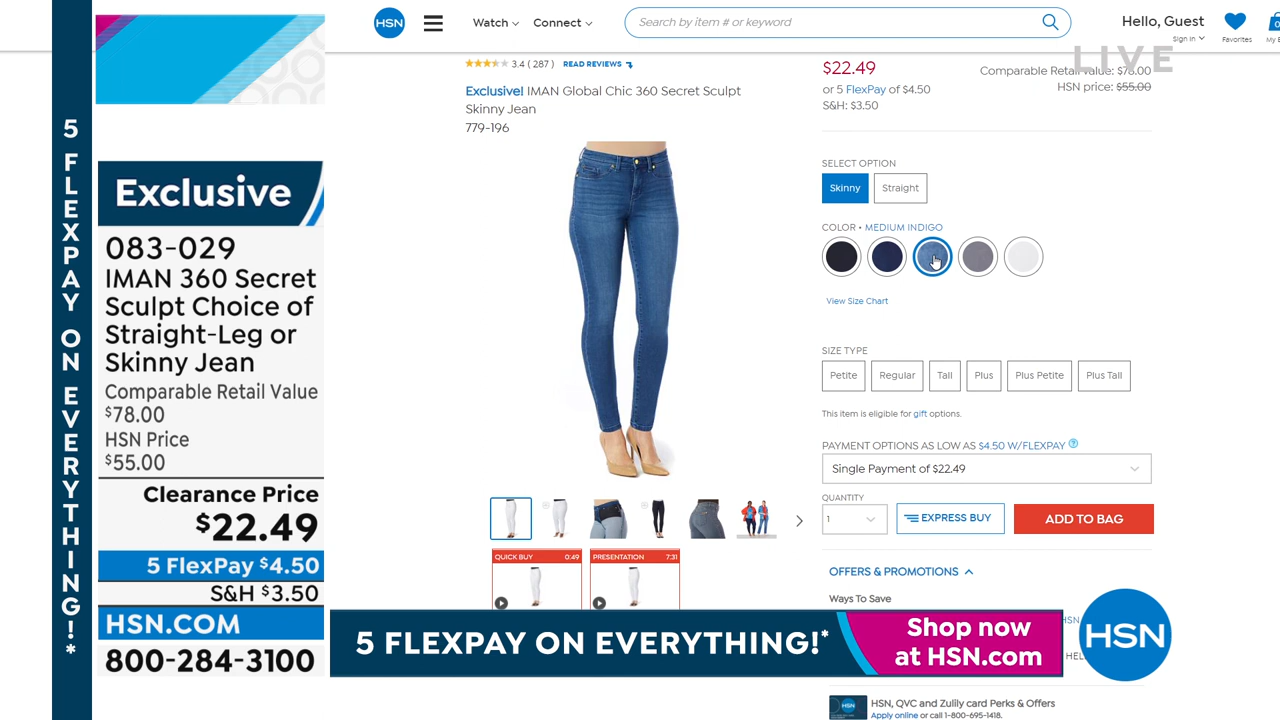 5 FLEXPAY ON EVERYTHING!*
Exclusive
083-029
IMAN 360 Secret
Sculpt Choice of
Straight-Leg or
Skinny Jean
Comparable Retail Value
$78.00
HSN Price
$55.00
Clearance Price
$22.49
5 FlexPay $4.50
S&H $3.50
HSN.COM
800-284-3100
HSN
Watch
Connect
Search by item # or keyword
Hello, Guest
Sign In
Favorites
LIVE
3.4 ( 287 )
READ REVIEWS
Exclusive! IMAN Global Chic 360 Secret Sculpt
Skinny Jean
779-196
$22.49
or 5 FlexPay of $4.50
S&H: $3.50
Comparable Retail Value: $78.00
HSN price: $55.00
SELECT OPTION
Skinny
Straight
COLOR • MEDIUM INDIGO
View Size Chart
SIZE TYPE
Petite
Regular
Tall
Plus
Plus Petite
Plus Tall
This item is eligible for gift options.
PAYMENT OPTIONS AS LOW AS $4.50 W/FLEXPAY ?
Single Payment of $22.49
QUANTITY
1
EXPRESS BUY
ADD TO BAG
QUICK BUY 0:49
PRESENTATION 7:31
OFFERS & PROMOTIONS
Ways To Save
5 FLEXPAY ON EVERYTHING!*
Shop now
at HSN.com
HSN
HSN
HSN, QVC and Zulily card Perks & Offers
Apply online or call 1-800-695-1418.